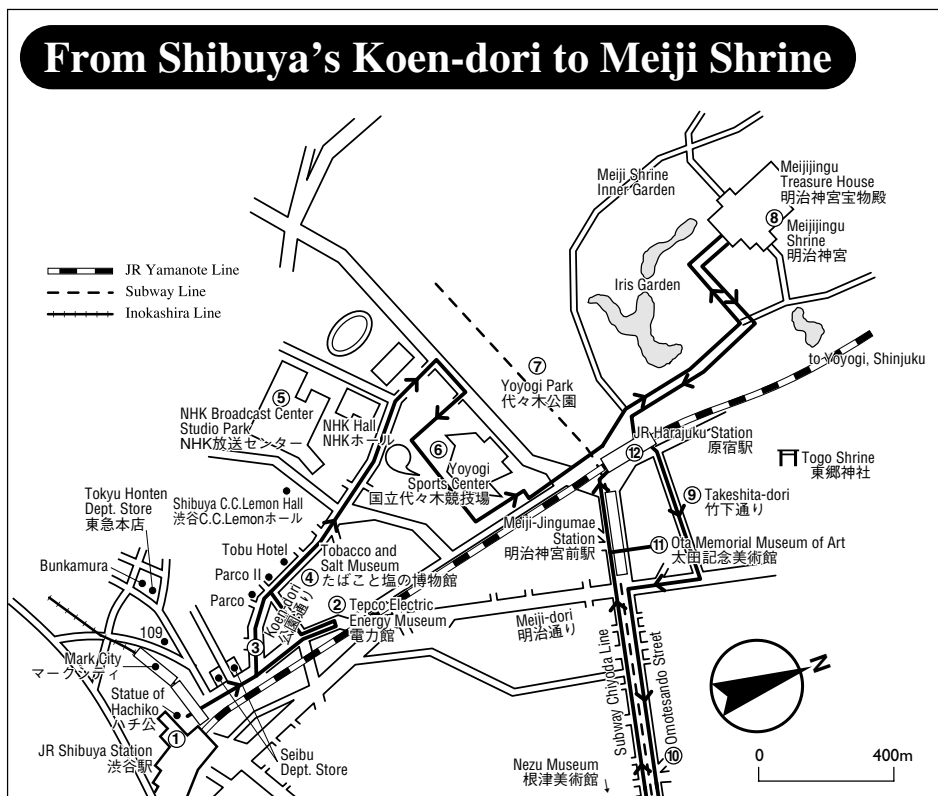 From Shibuya's Koen-dori to Meiji Shrine
JR Yamanote Line
Subway Line
Inokashira Line
Meiji Shrine
Inner Garden
Meijijingu
Treasure House
明治神宮宝物殿
⑧
Meijijingu
Shrine
明治神宮
Iris Garden
to Yoyogi, Shinjuku
⑦
Yoyogi Park
代々木公園
⑤
NHK Broadcast Center
Studio Park
NHK放送センター
NHK Hall
NHKホール
⑥
Yoyogi
Sports Center
国立代々木競技場
JR Harajuku Station
原宿駅
⑫
Togo Shrine
東郷神社
⑨ Takeshita-dori
竹下通り
Tokyu Honten
Dept. Store
東急本店
Shibuya C.C.Lemon Hall
渋谷C.C.Lemonホール
Meiji-Jingumae
Station
明治神宮前駅
⑪ Ota Memorial Museum of Art
太田記念美術館
Bunkamura
Tobu Hotel
Parco II
Parco
④ Tobacco and
Salt Museum
たばこと塩の博物館
② Tepco Electric
Energy Museum
電力館
Koen-dori
公園通り
③
Meiji-dori
明治通り
109
Mark City
マークシティ
Statue of
Hachiko
ハチ公
①
JR Shibuya Station
渋谷駅
Seibu
Dept. Store
Subway Chiyoda Line
Omotesando Street
⑩
Nezu Museum
根津美術館
N
0
400m